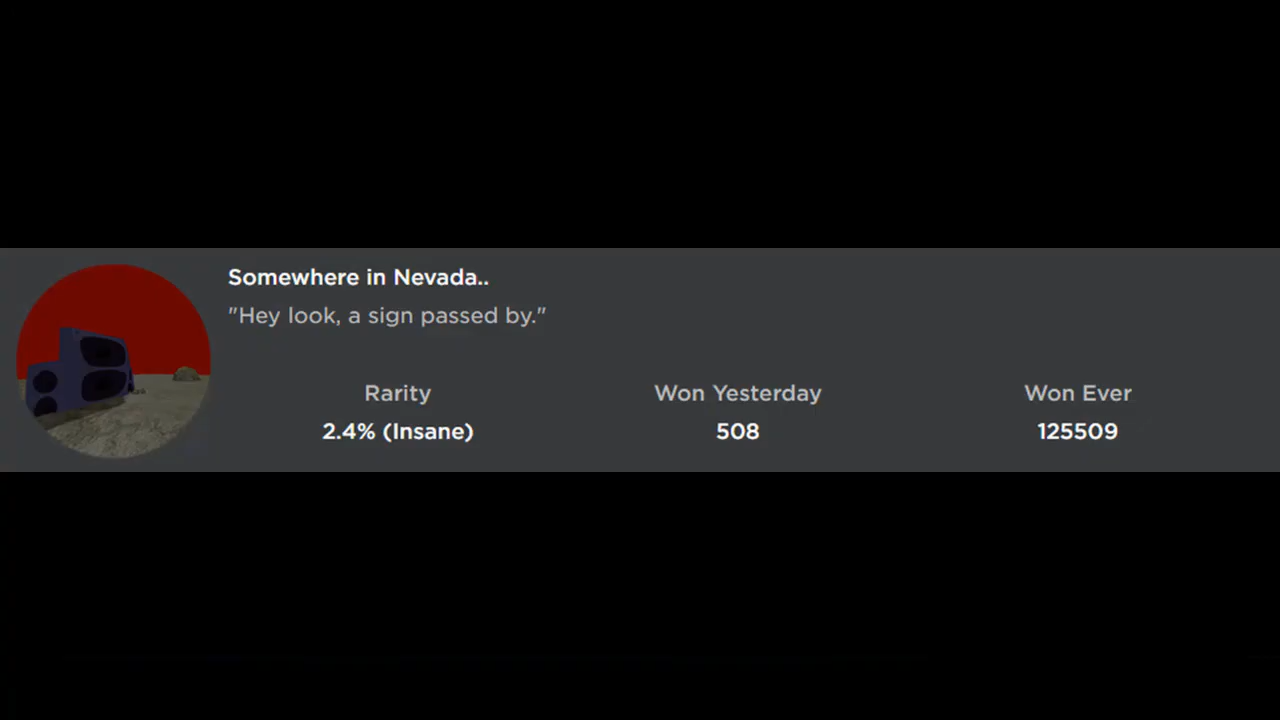 Somewhere in Nevada..
"Hey look, a sign passed by."
Rarity Won Yesterday Won Ever
2.4% (Insane) 508 125509